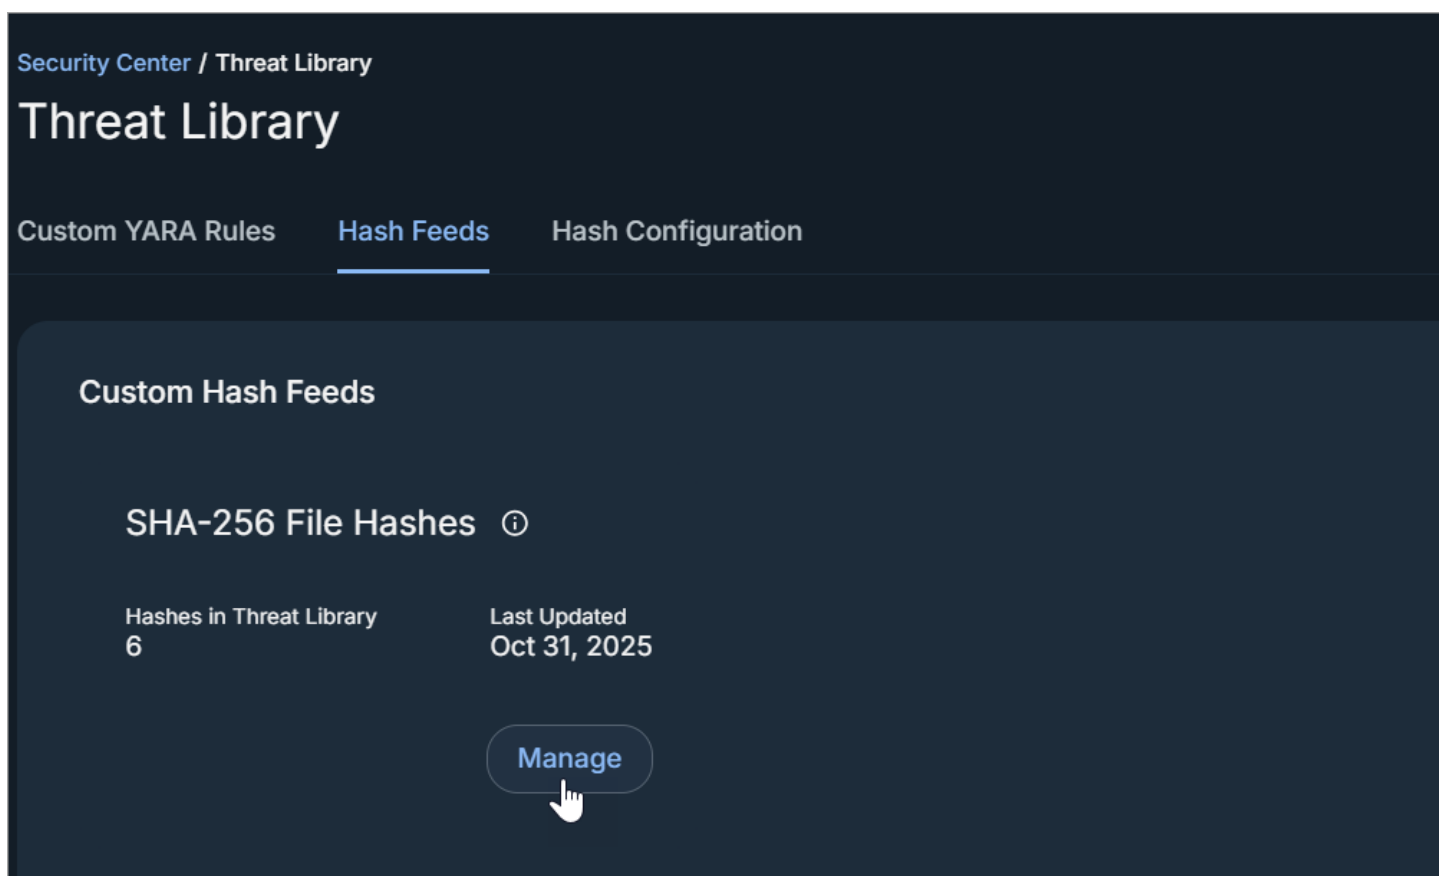 Security Center / Threat Library
Threat Library
Custom YARA Rules Hash Feeds Hash Configuration
Custom Hash Feeds
SHA-256 File Hashes
Hashes in Threat Library Last Updated
6 Oct 31, 2025
Manage